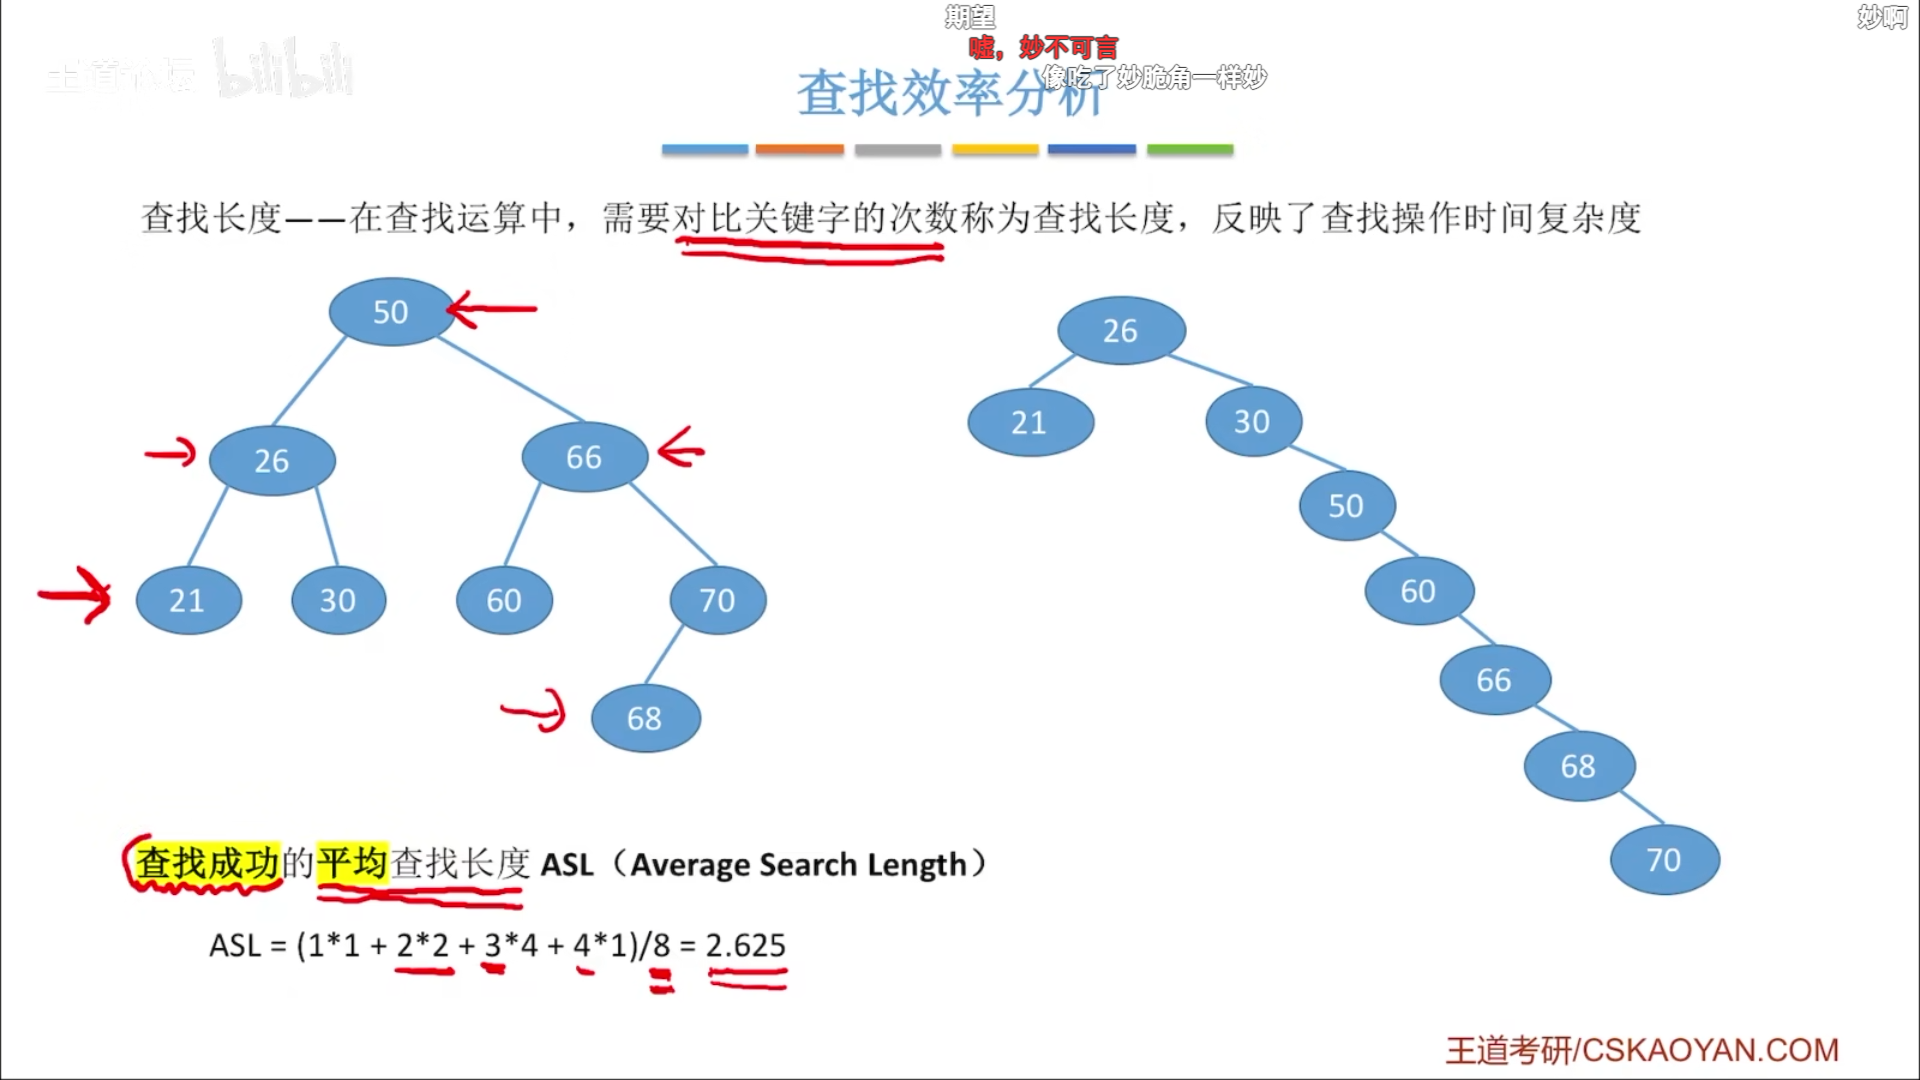 期望
妙啊
嘘，妙不可言
像吃了妙脆角一样妙
王道论坛 bilibili
查找效率分析
查找长度——在查找运算中，需要对比关键字的次数称为查找长度，反映了查找操作时间复杂度
50
26 66
21 30 60 70
68
26
21 30
50
60
66
68
70
查找成功的平均查找长度 ASL（Average Search Length）
ASL = (1*1 + 2*2 + 3*4 + 4*1)/8 = 2.625
王道考研/CSKAOYAN.COM